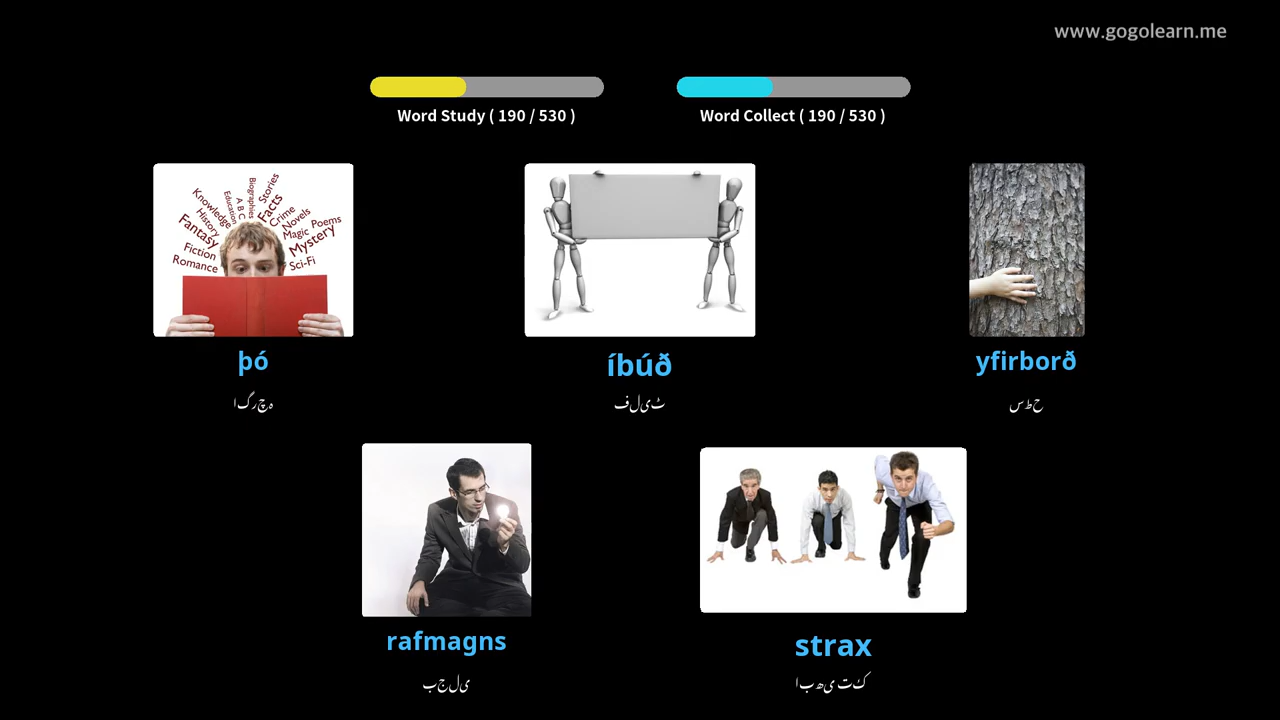 www.gogolearn.me
Word Study ( 190 / 530 )
Word Collect ( 190 / 530 )
Knowledge
History
Fantasy
Fiction
Romance
Education
A B C
Biographies
Stories
Facts
Crime
Novels
Magic
Poems
Mystery
Sci-Fi
þó
اگرچہ
íbúð
فلیٹ
yfirborð
سطح
rafmagns
بجلی
strax
ابھی تک